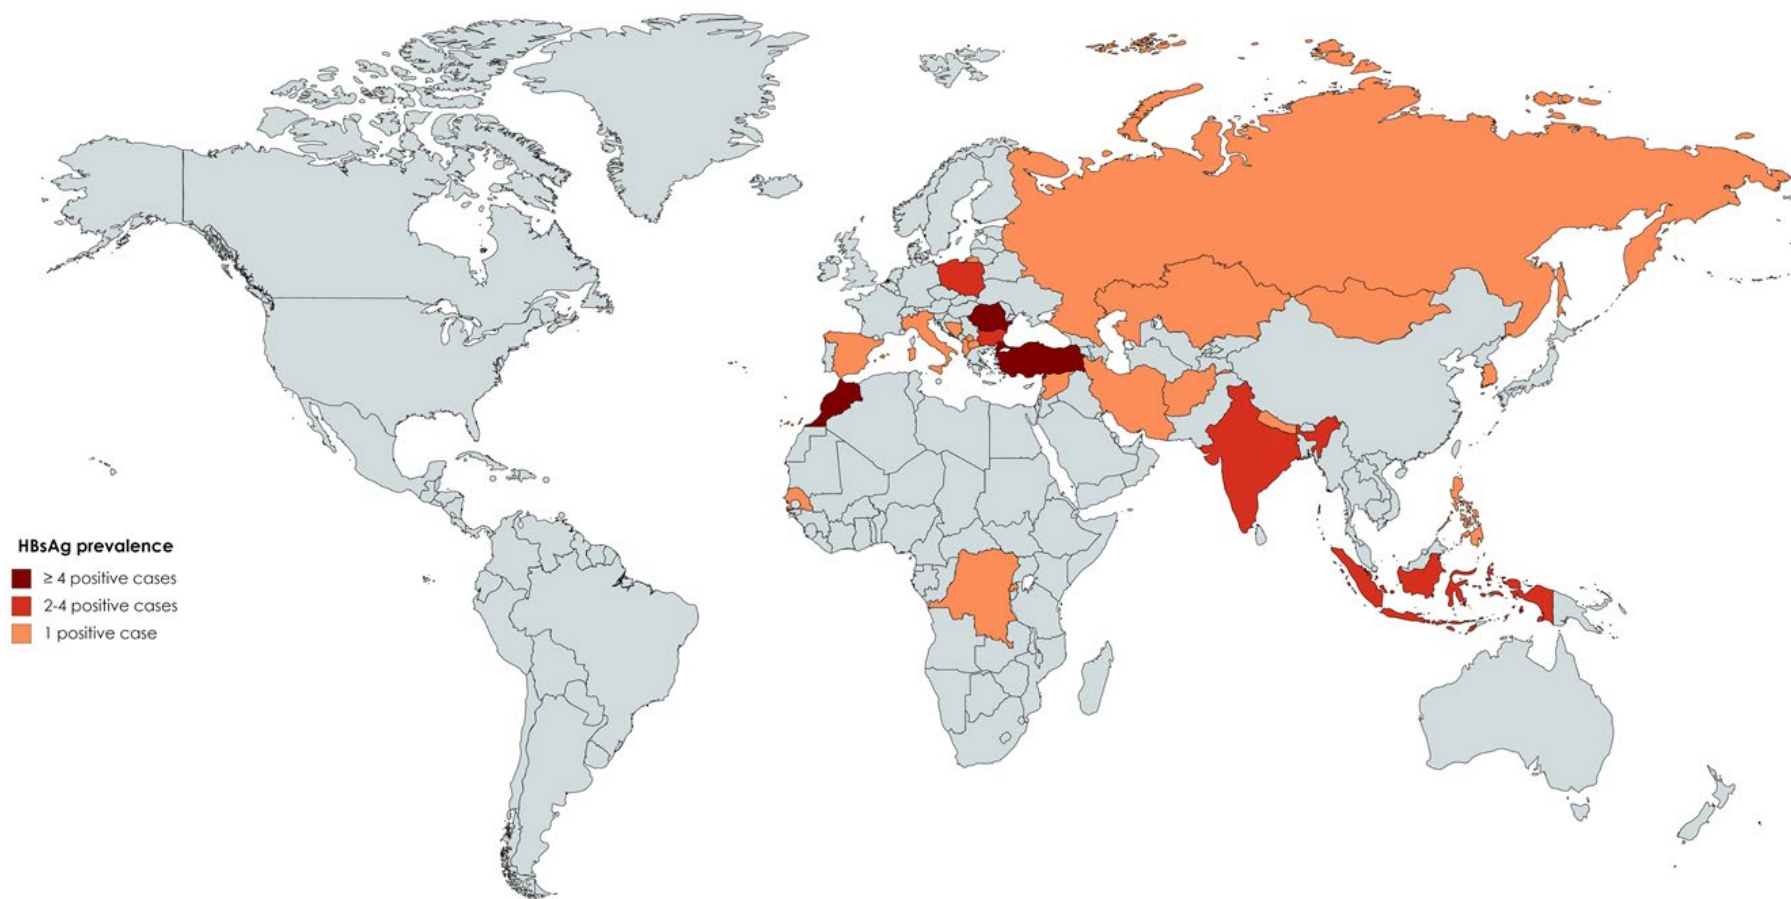 HBsAg prevalence
≥ 4 positive cases
2-4 positive cases
1 positive case